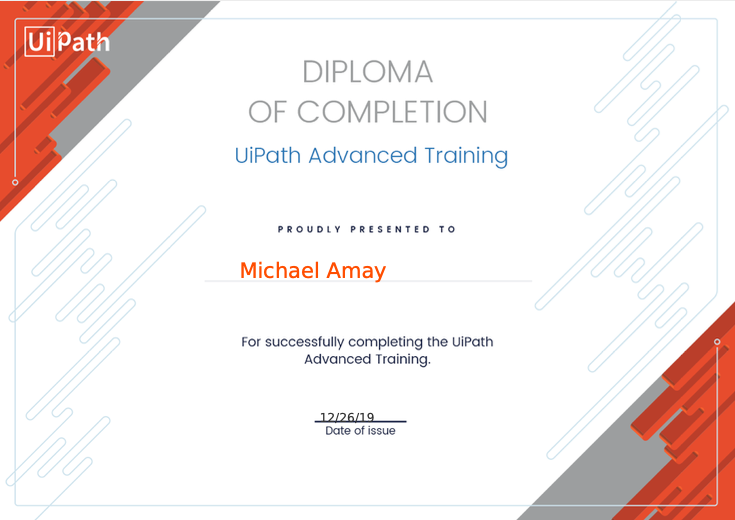 UiPath
DIPLOMA
OF COMPLETION
UiPath Advanced Training
PROUDLY PRESENTED TO
Michael Amay
For successfully completing the UiPath
Advanced Training.
12/26/19
Date of issue